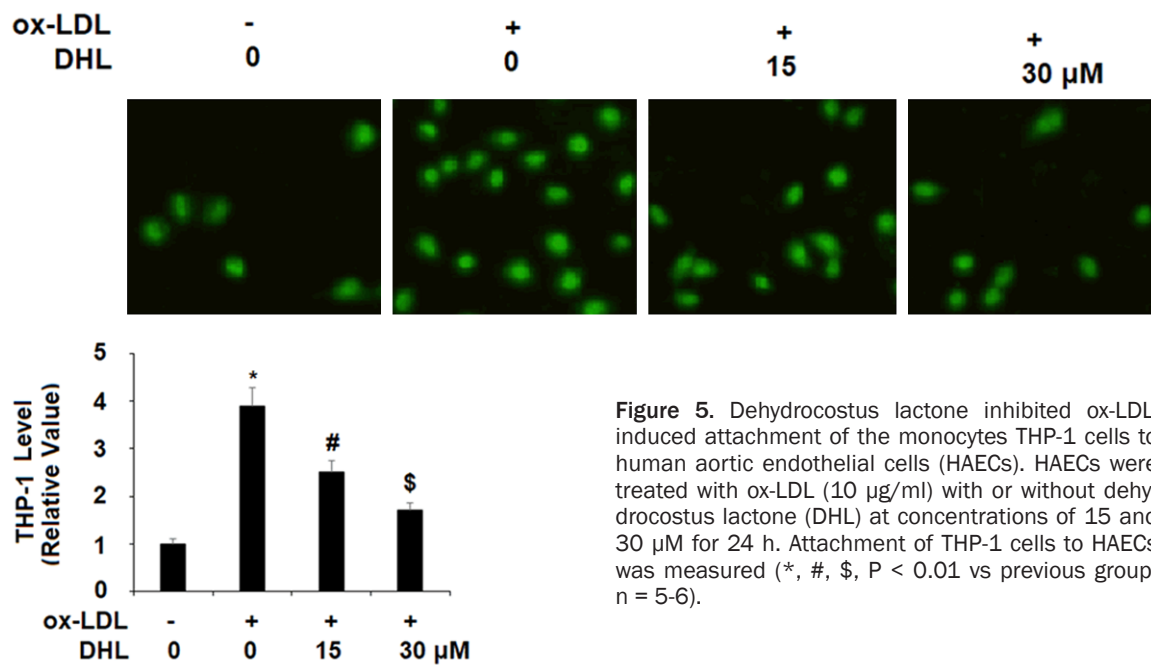 ox-LDL - + + +
DHL 0 0 15 30 µM
5
4
3
2
1
0
THP-1 Level
(Relative Value)
*
#
$
ox-LDL - + + +
DHL 0 0 15 30 µM
Figure 5. Dehydrocostus lactone inhibited ox-LDL
induced attachment of the monocytes THP-1 cells to
human aortic endothelial cells (HAECs). HAECs were
treated with ox-LDL (10 µg/ml) with or without dehy
drocostus lactone (DHL) at concentrations of 15 and
30 µM for 24 h. Attachment of THP-1 cells to HAECs
was measured (*, #, $, P < 0.01 vs previous group
n = 5-6).